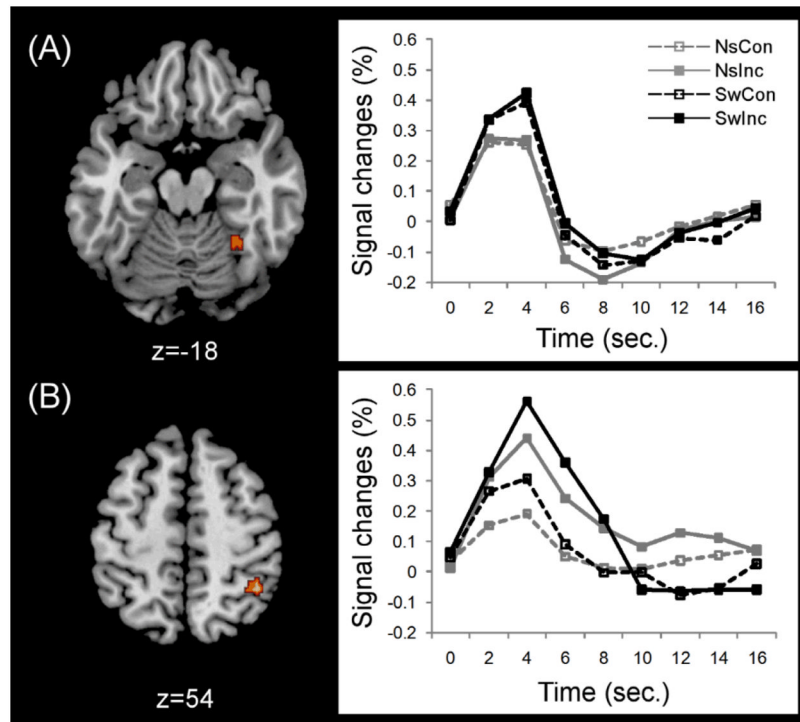 (A)
z=-18
Signal changes (%)
0.6
0.5
0.4
0.3
0.2
0.1
0
-0.1
-0.2
0 2 4 6 8 10 12 14 16
Time (sec.)
NsCon
NsInc
SwCon
SwInc
(B)
z=54
Signal changes (%)
0.6
0.5
0.4
0.3
0.2
0.1
0
-0.1
-0.2
0 2 4 6 8 10 12 14 16
Time (sec.)